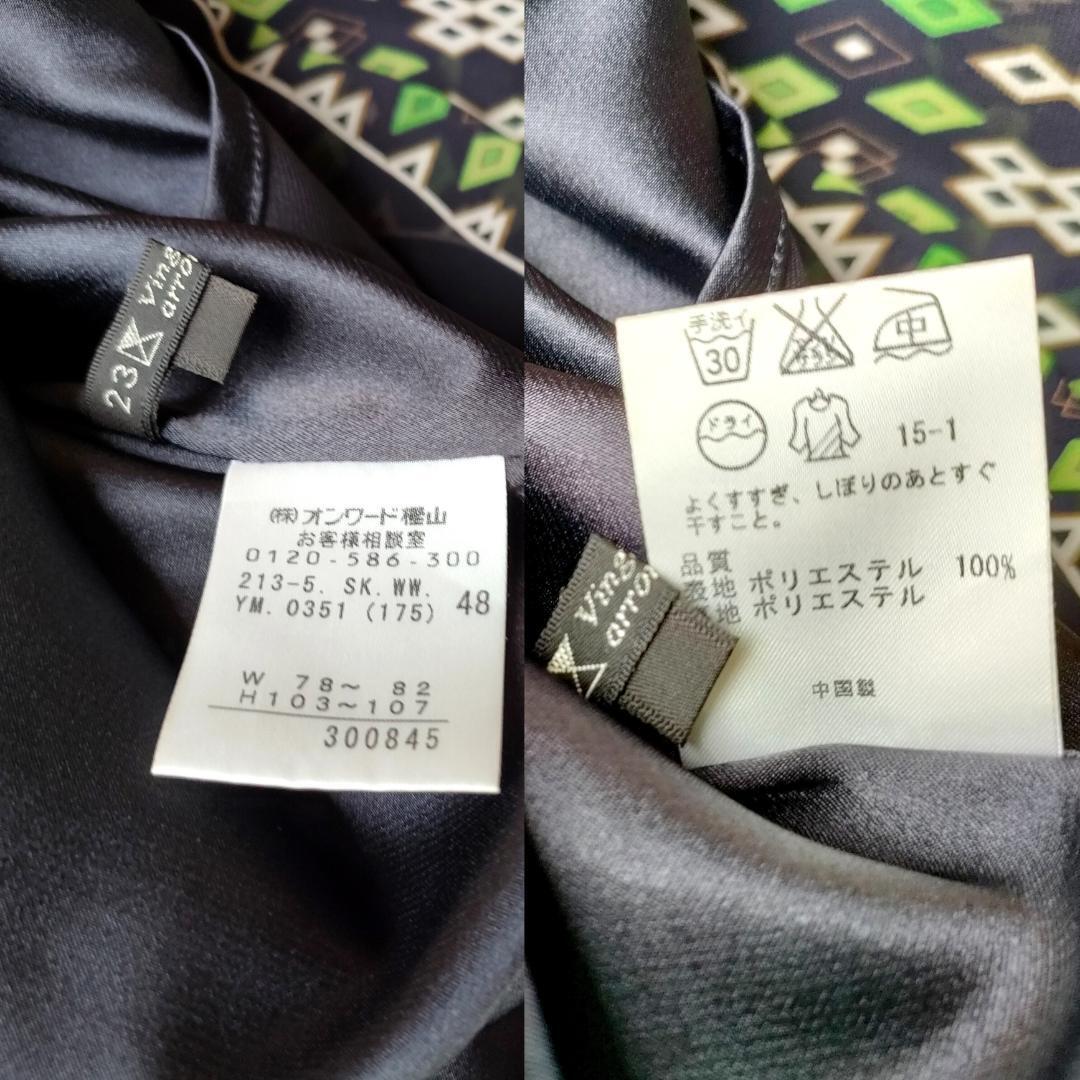 23
(株)オンワード樫山
お客様相談室
0120-586-300
213-5. SK. WW.
YM. 0351 (175) 48
W 78～ 82
H103～107
300845
手洗イ
30
中
ドライ
15-1
よくすすぎ、しぼりのあとすぐ
干すこと。
品質
表地 ポリエステル 100%
地 ポリエステル
中国製